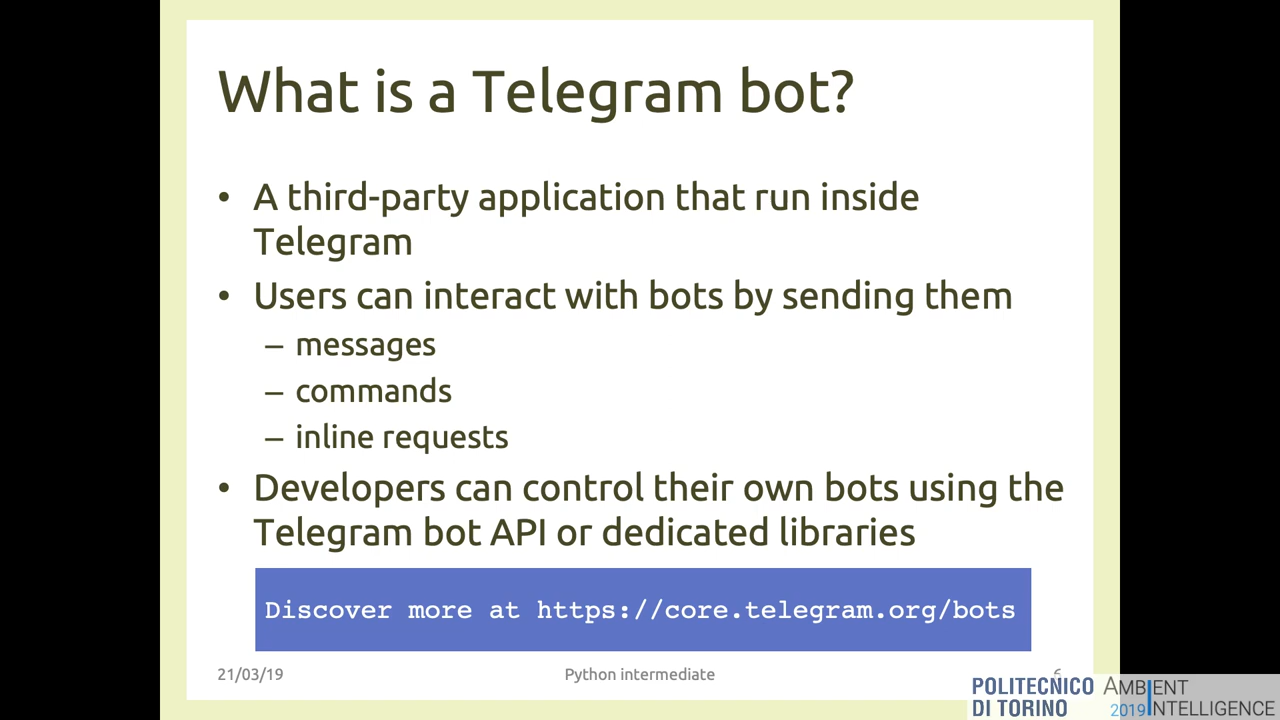 What is a Telegram bot?
• A third-party application that run inside
Telegram
• Users can interact with bots by sending them
– messages
– commands
– inline requests
• Developers can control their own bots using the
Telegram bot API or dedicated libraries
Discover more at https://core.telegram.org/bots
21/03/19
Python intermediate
6
POLITECNICO
DI TORINO
AMBIENT
2019 INTELLIGENCE